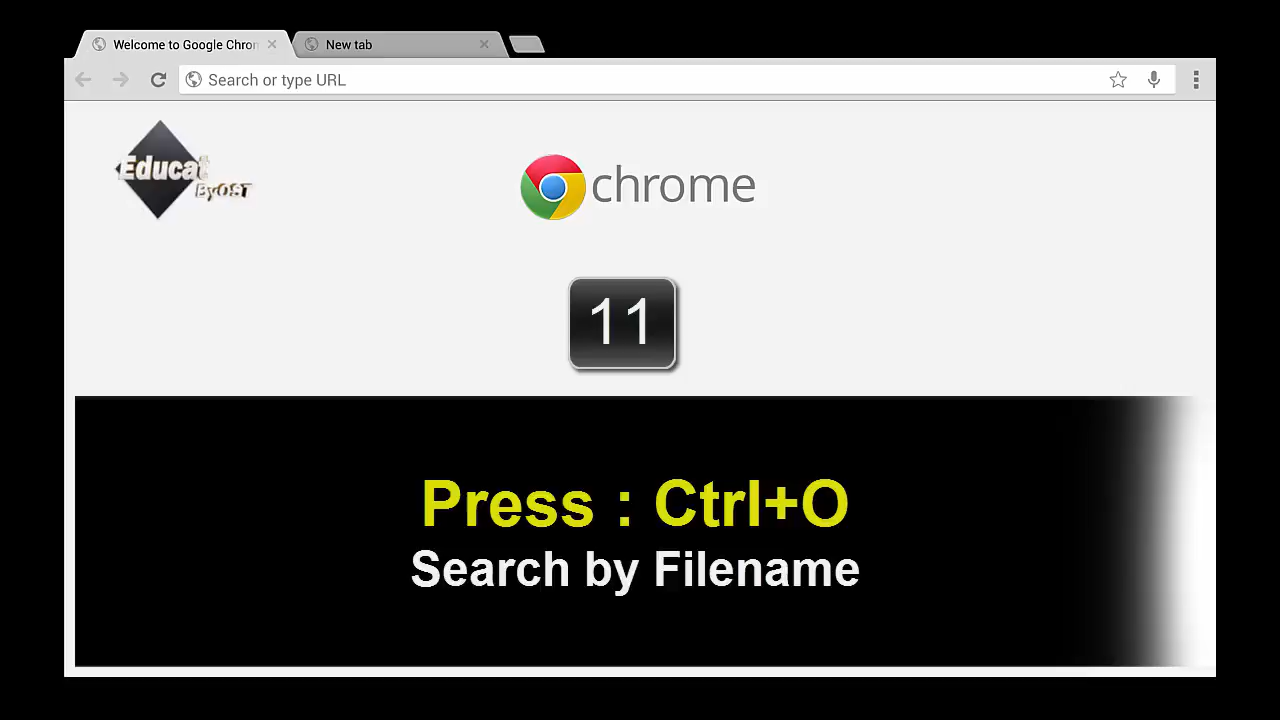 Welcome to Google Chron
New tab
Search or type URL
Educat
ByOST
chrome
11
Press : Ctrl+O
Search by Filename